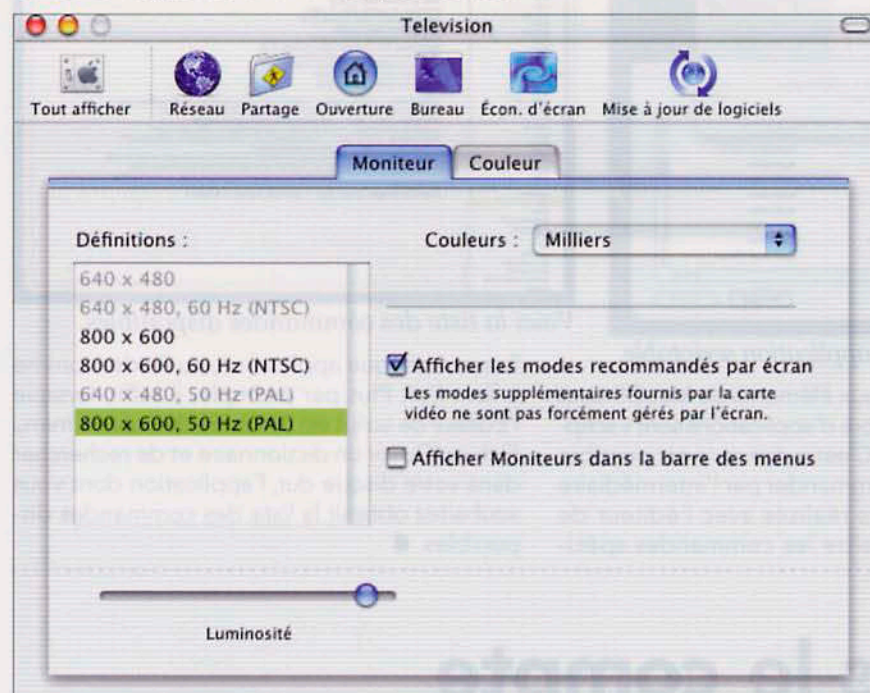 Television
Tout afficher
Réseau
Partage
Ouverture
Bureau
Écon. d'écran
Mise à jour de logiciels
Moniteur
Couleur
Définitions :
640 x 480
640 x 480, 60 Hz (NTSC)
800 x 600
800 x 600, 60 Hz (NTSC)
640 x 480, 50 Hz (PAL)
800 x 600, 50 Hz (PAL)
Luminosité
Couleurs : Milliers
Afficher les modes recommandés par écran
Les modes supplémentaires fournis par la carte
vidéo ne sont pas forcément gérés par l'écran.
Afficher Moniteurs dans la barre des menus